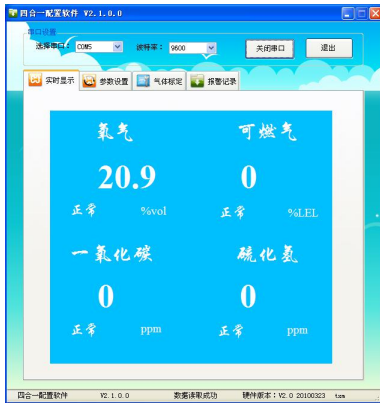 四合一配置软件 V2.1.0.0
串口设置
选择串口: COM5 波特率: 9600 关闭串口 退出
实时显示 参数设置 气体标定 报警记录
氧气 可燃气
20.9 0
正常 %vol 正常 %LEL
一氧化碳 硫化氢
0 0
正常 ppm 正常 ppm
四合一配置软件 V2.1.0.0 数据读取成功 硬件版本: V2.0 20100323 txm